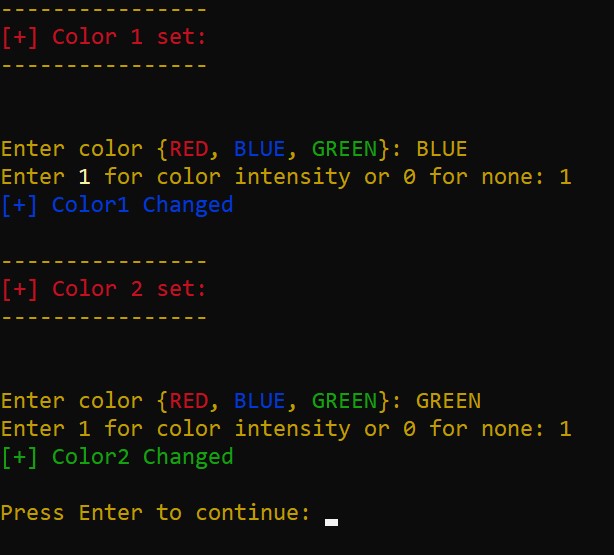 ----------------
[+] Color 1 set:
----------------
Enter color {RED, BLUE, GREEN}: BLUE
Enter 1 for color intensity or 0 for none: 1
[+] Color1 Changed
----------------
[+] Color 2 set:
----------------
Enter color {RED, BLUE, GREEN}: GREEN
Enter 1 for color intensity or 0 for none: 1
[+] Color2 Changed
Press Enter to continue: